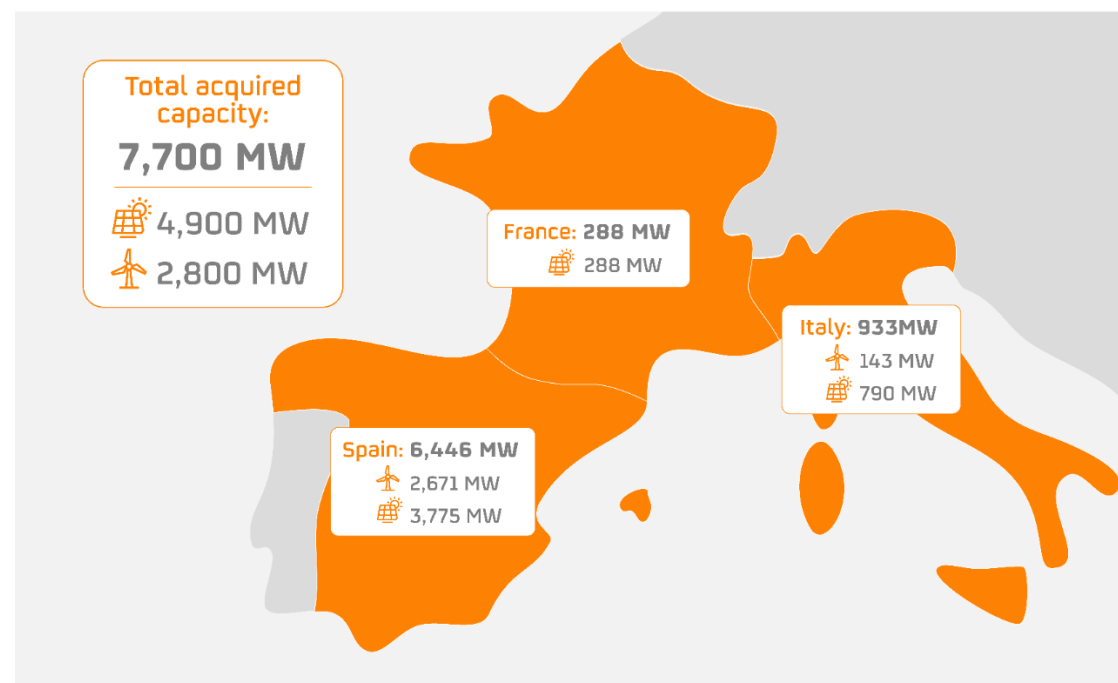 Total acquired
capacity:
7,700 MW
4,900 MW
2,800 MW
France: 288 MW
288 MW
Italy: 933MW
143 MW
790 MW
Spain: 6,446 MW
2,671 MW
3,775 MW